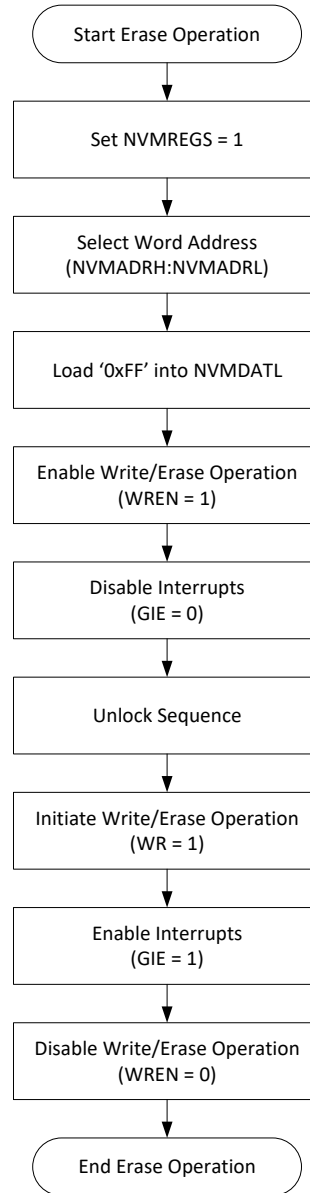 Start Erase Operation
Set NVMREGS = 1
Select Word Address
(NVMADRH:NVMADRL)
Load ‘0xFF’ into NVMDATL
Enable Write/Erase Operation
(WREN = 1)
Disable Interrupts
(GIE = 0)
Unlock Sequence
Initiate Write/Erase Operation
(WR = 1)
Enable Interrupts
(GIE = 1)
Disable Write/Erase Operation
(WREN = 0)
End Erase Operation